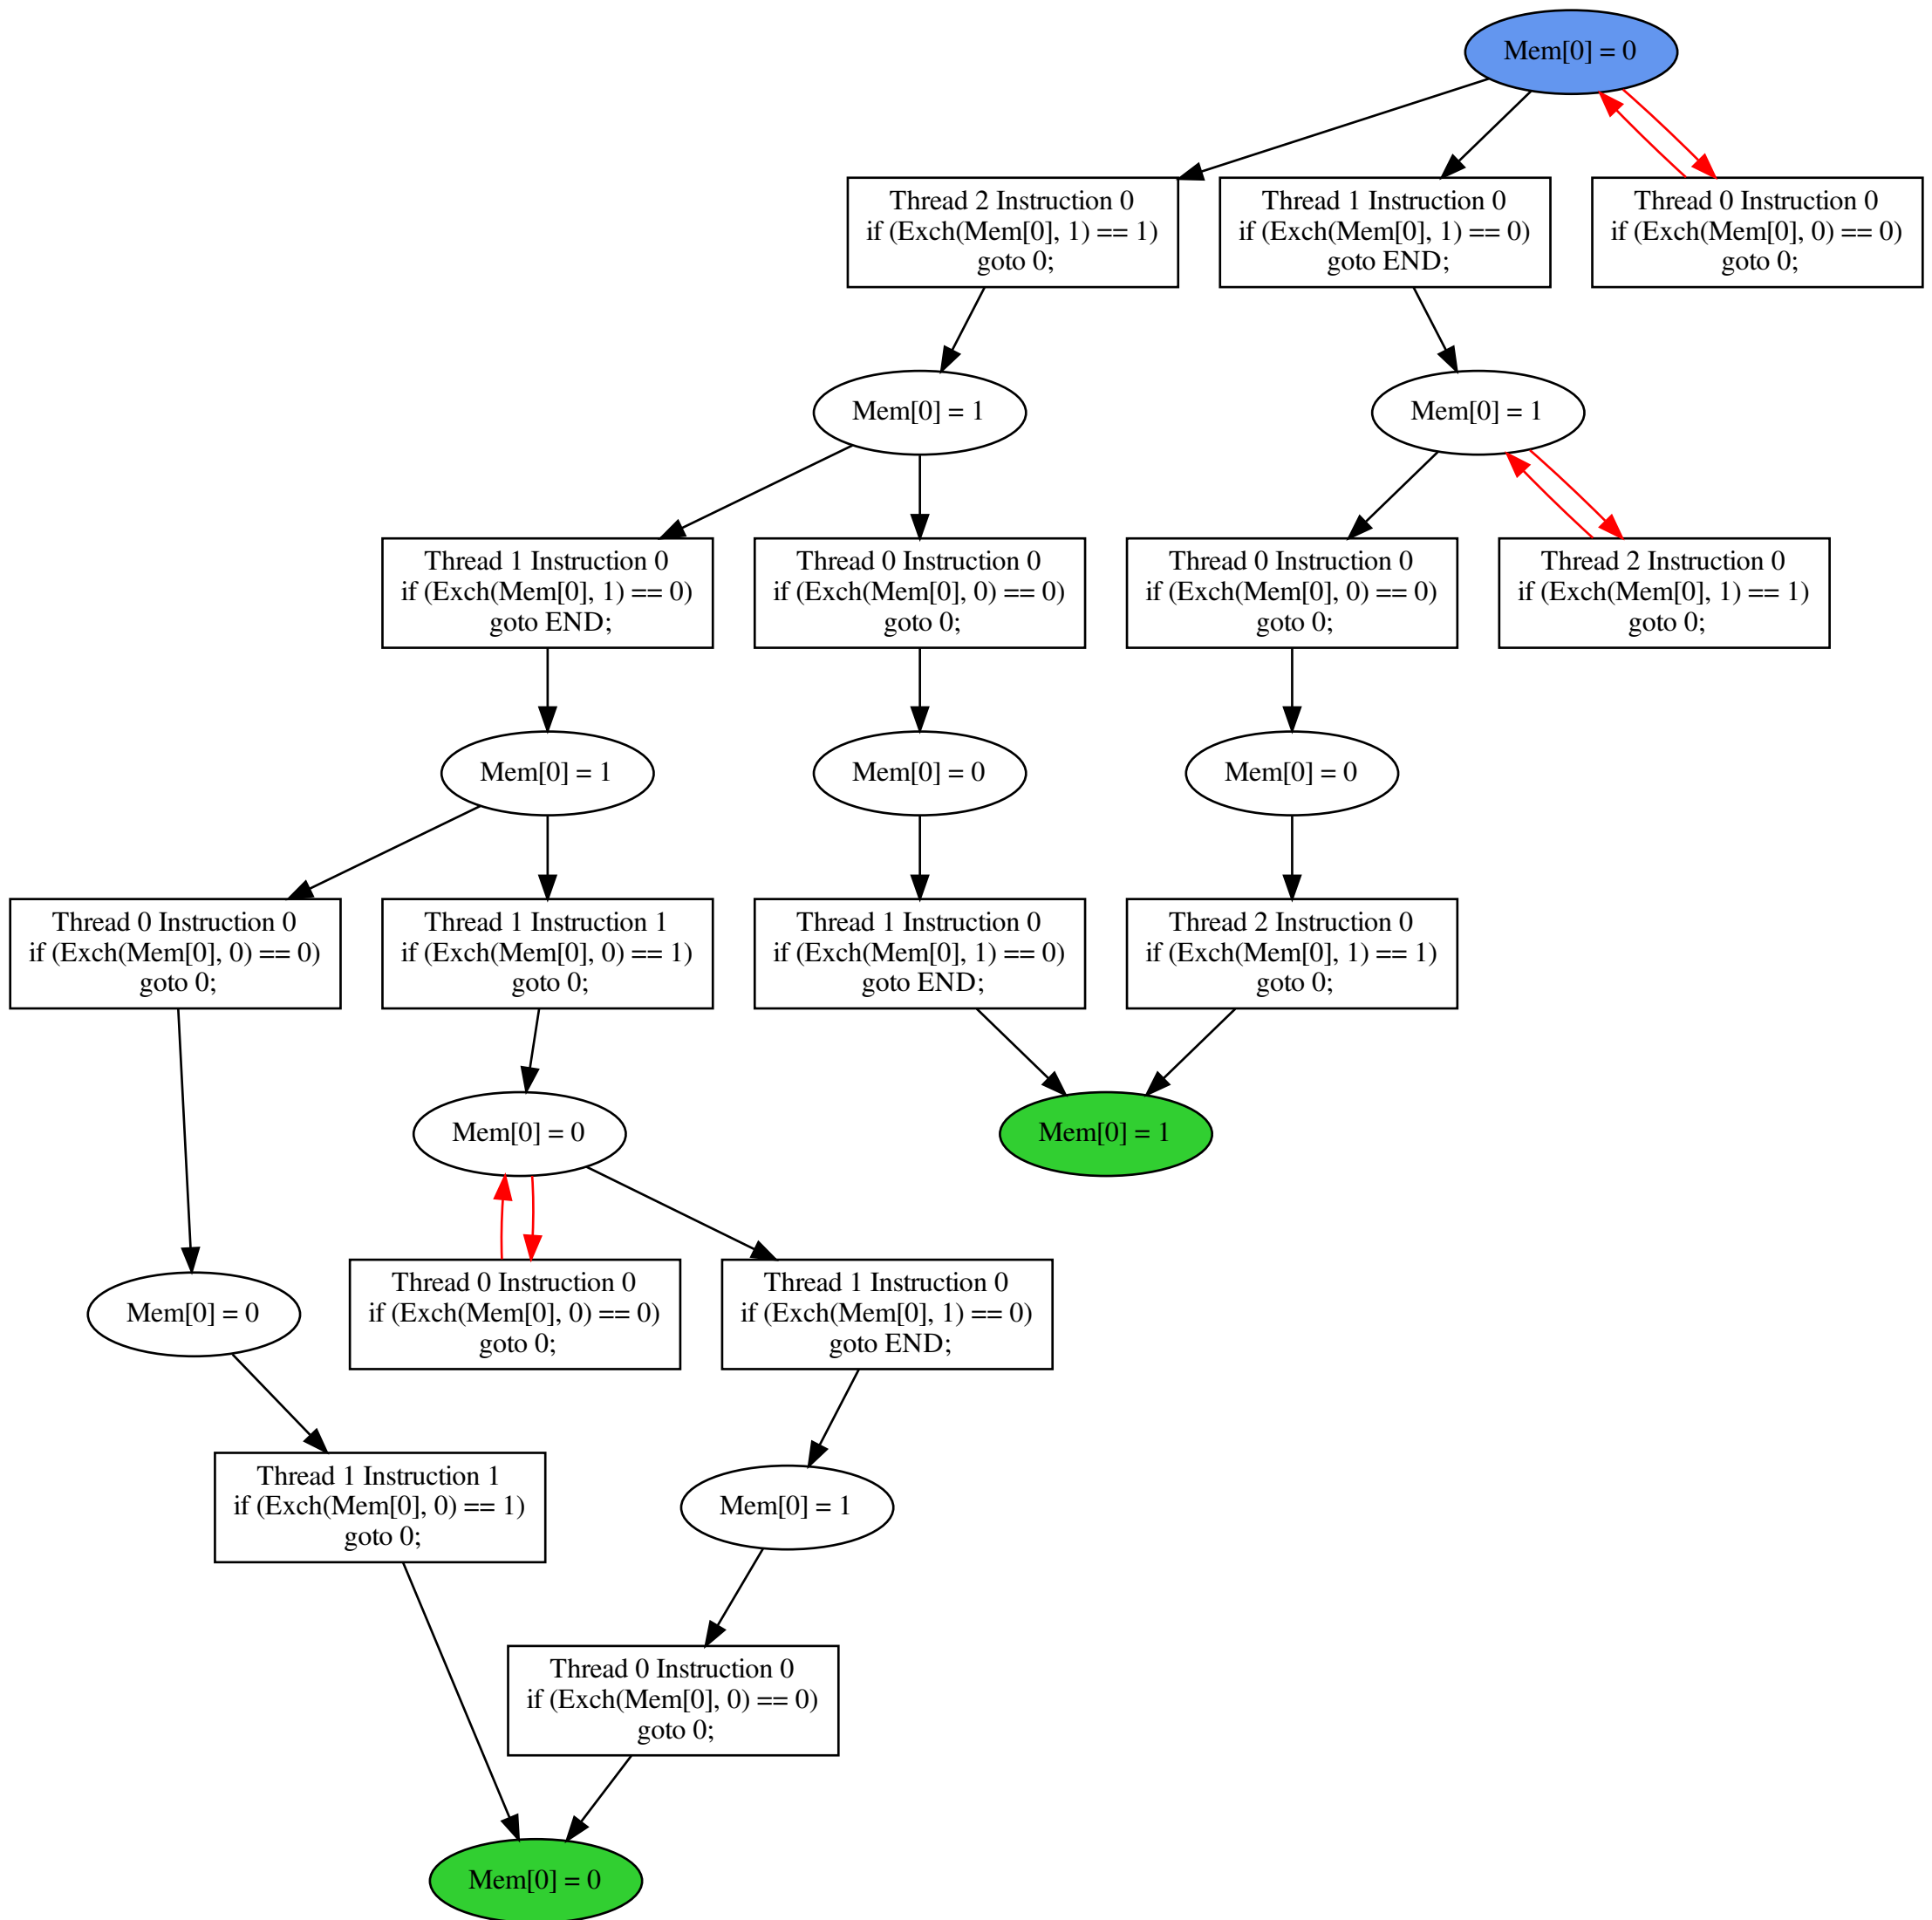 Mem[0] = 0
Thread 2 Instruction 0
if (Exch(Mem[0], 1) == 1)
goto 0;
Thread 1 Instruction 0
if (Exch(Mem[0], 1) == 0)
goto END;
Thread 0 Instruction 0
if (Exch(Mem[0], 0) == 0)
goto 0;
Mem[0] = 1
Mem[0] = 1
Thread 1 Instruction 0
if (Exch(Mem[0], 1) == 0)
goto END;
Thread 0 Instruction 0
if (Exch(Mem[0], 0) == 0)
goto 0;
Thread 0 Instruction 0
if (Exch(Mem[0], 0) == 0)
goto 0;
Thread 2 Instruction 0
if (Exch(Mem[0], 1) == 1)
goto 0;
Mem[0] = 1
Mem[0] = 0
Mem[0] = 0
Thread 0 Instruction 0
if (Exch(Mem[0], 0) == 0)
goto 0;
Thread 1 Instruction 1
if (Exch(Mem[0], 0) == 1)
goto 0;
Thread 1 Instruction 0
if (Exch(Mem[0], 1) == 0)
goto END;
Thread 2 Instruction 0
if (Exch(Mem[0], 1) == 1)
goto 0;
Mem[0] = 0
Mem[0] = 1
Mem[0] = 0
Thread 0 Instruction 0
if (Exch(Mem[0], 0) == 0)
goto 0;
Thread 1 Instruction 0
if (Exch(Mem[0], 1) == 0)
goto END;
Thread 1 Instruction 1
if (Exch(Mem[0], 0) == 1)
goto 0;
Mem[0] = 1
Thread 0 Instruction 0
if (Exch(Mem[0], 0) == 0)
goto 0;
Mem[0] = 0